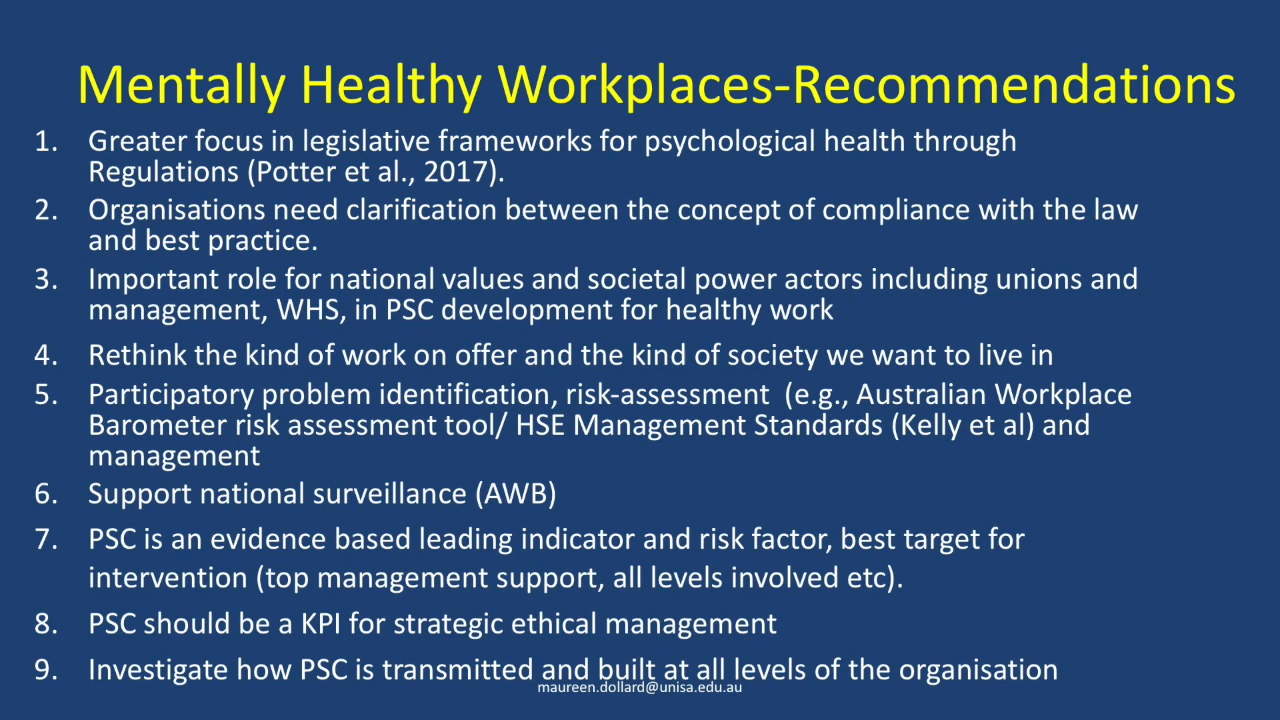 Mentally Healthy Workplaces-Recommendations
1. Greater focus in legislative frameworks for psychological health through
Regulations (Potter et al., 2017).
2. Organisations need clarification between the concept of compliance with the law
and best practice.
3. Important role for national values and societal power actors including unions and
management, WHS, in PSC development for healthy work
4. Rethink the kind of work on offer and the kind of society we want to live in
5. Participatory problem identification, risk-assessment  (e.g., Australian Workplace
Barometer risk assessment tool/ HSE Management Standards (Kelly et al) and
management
6. Support national surveillance (AWB)
7. PSC is an evidence based leading indicator and risk factor, best target for
intervention (top management support, all levels involved etc).
8. PSC should be a KPI for strategic ethical management
9. Investigate how PSC is transmitted and built at all levels of the organisation
maureen.dollard@unisa.edu.au